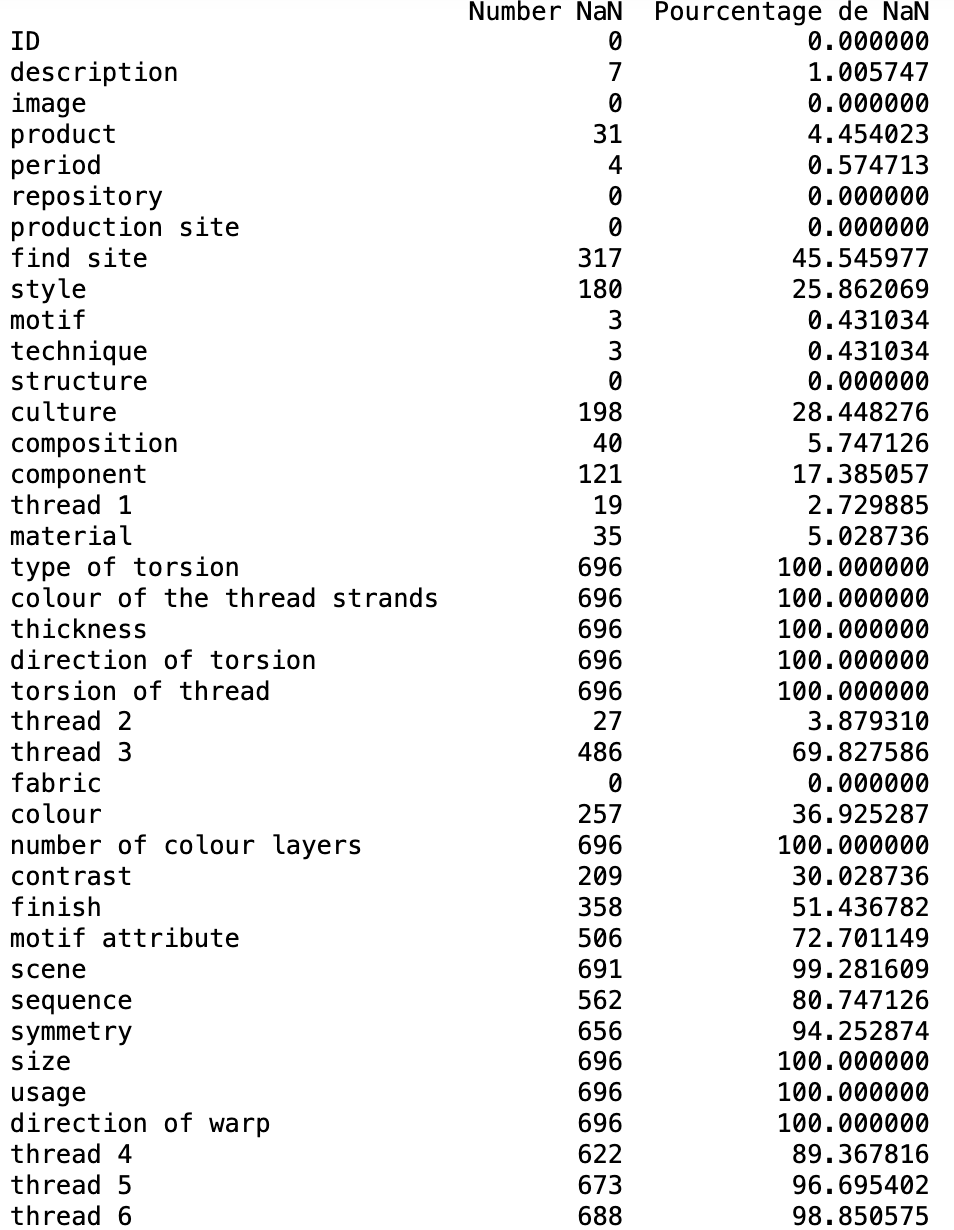 Number NaN Pourcentage de NaN
ID 0 0.000000
description 7 1.005747
image 0 0.000000
product 31 4.454023
period 4 0.574713
repository 0 0.000000
production site 0 0.000000
find site 317 45.545977
style 180 25.862069
motif 3 0.431034
technique 3 0.431034
structure 0 0.000000
culture 198 28.448276
composition 40 5.747126
component 121 17.385057
thread 1 19 2.729885
material 35 5.028736
type of torsion 696 100.000000
colour of the thread strands 696 100.000000
thickness 696 100.000000
direction of torsion 696 100.000000
torsion of thread 696 100.000000
thread 2 27 3.879310
thread 3 486 69.827586
fabric 0 0.000000
colour 257 36.925287
number of colour layers 696 100.000000
contrast 209 30.028736
finish 358 51.436782
motif attribute 506 72.701149
scene 691 99.281609
sequence 562 80.747126
symmetry 656 94.252874
size 696 100.000000
usage 696 100.000000
direction of warp 696 100.000000
thread 4 622 89.367816
thread 5 673 96.695402
thread 6 688 98.850575